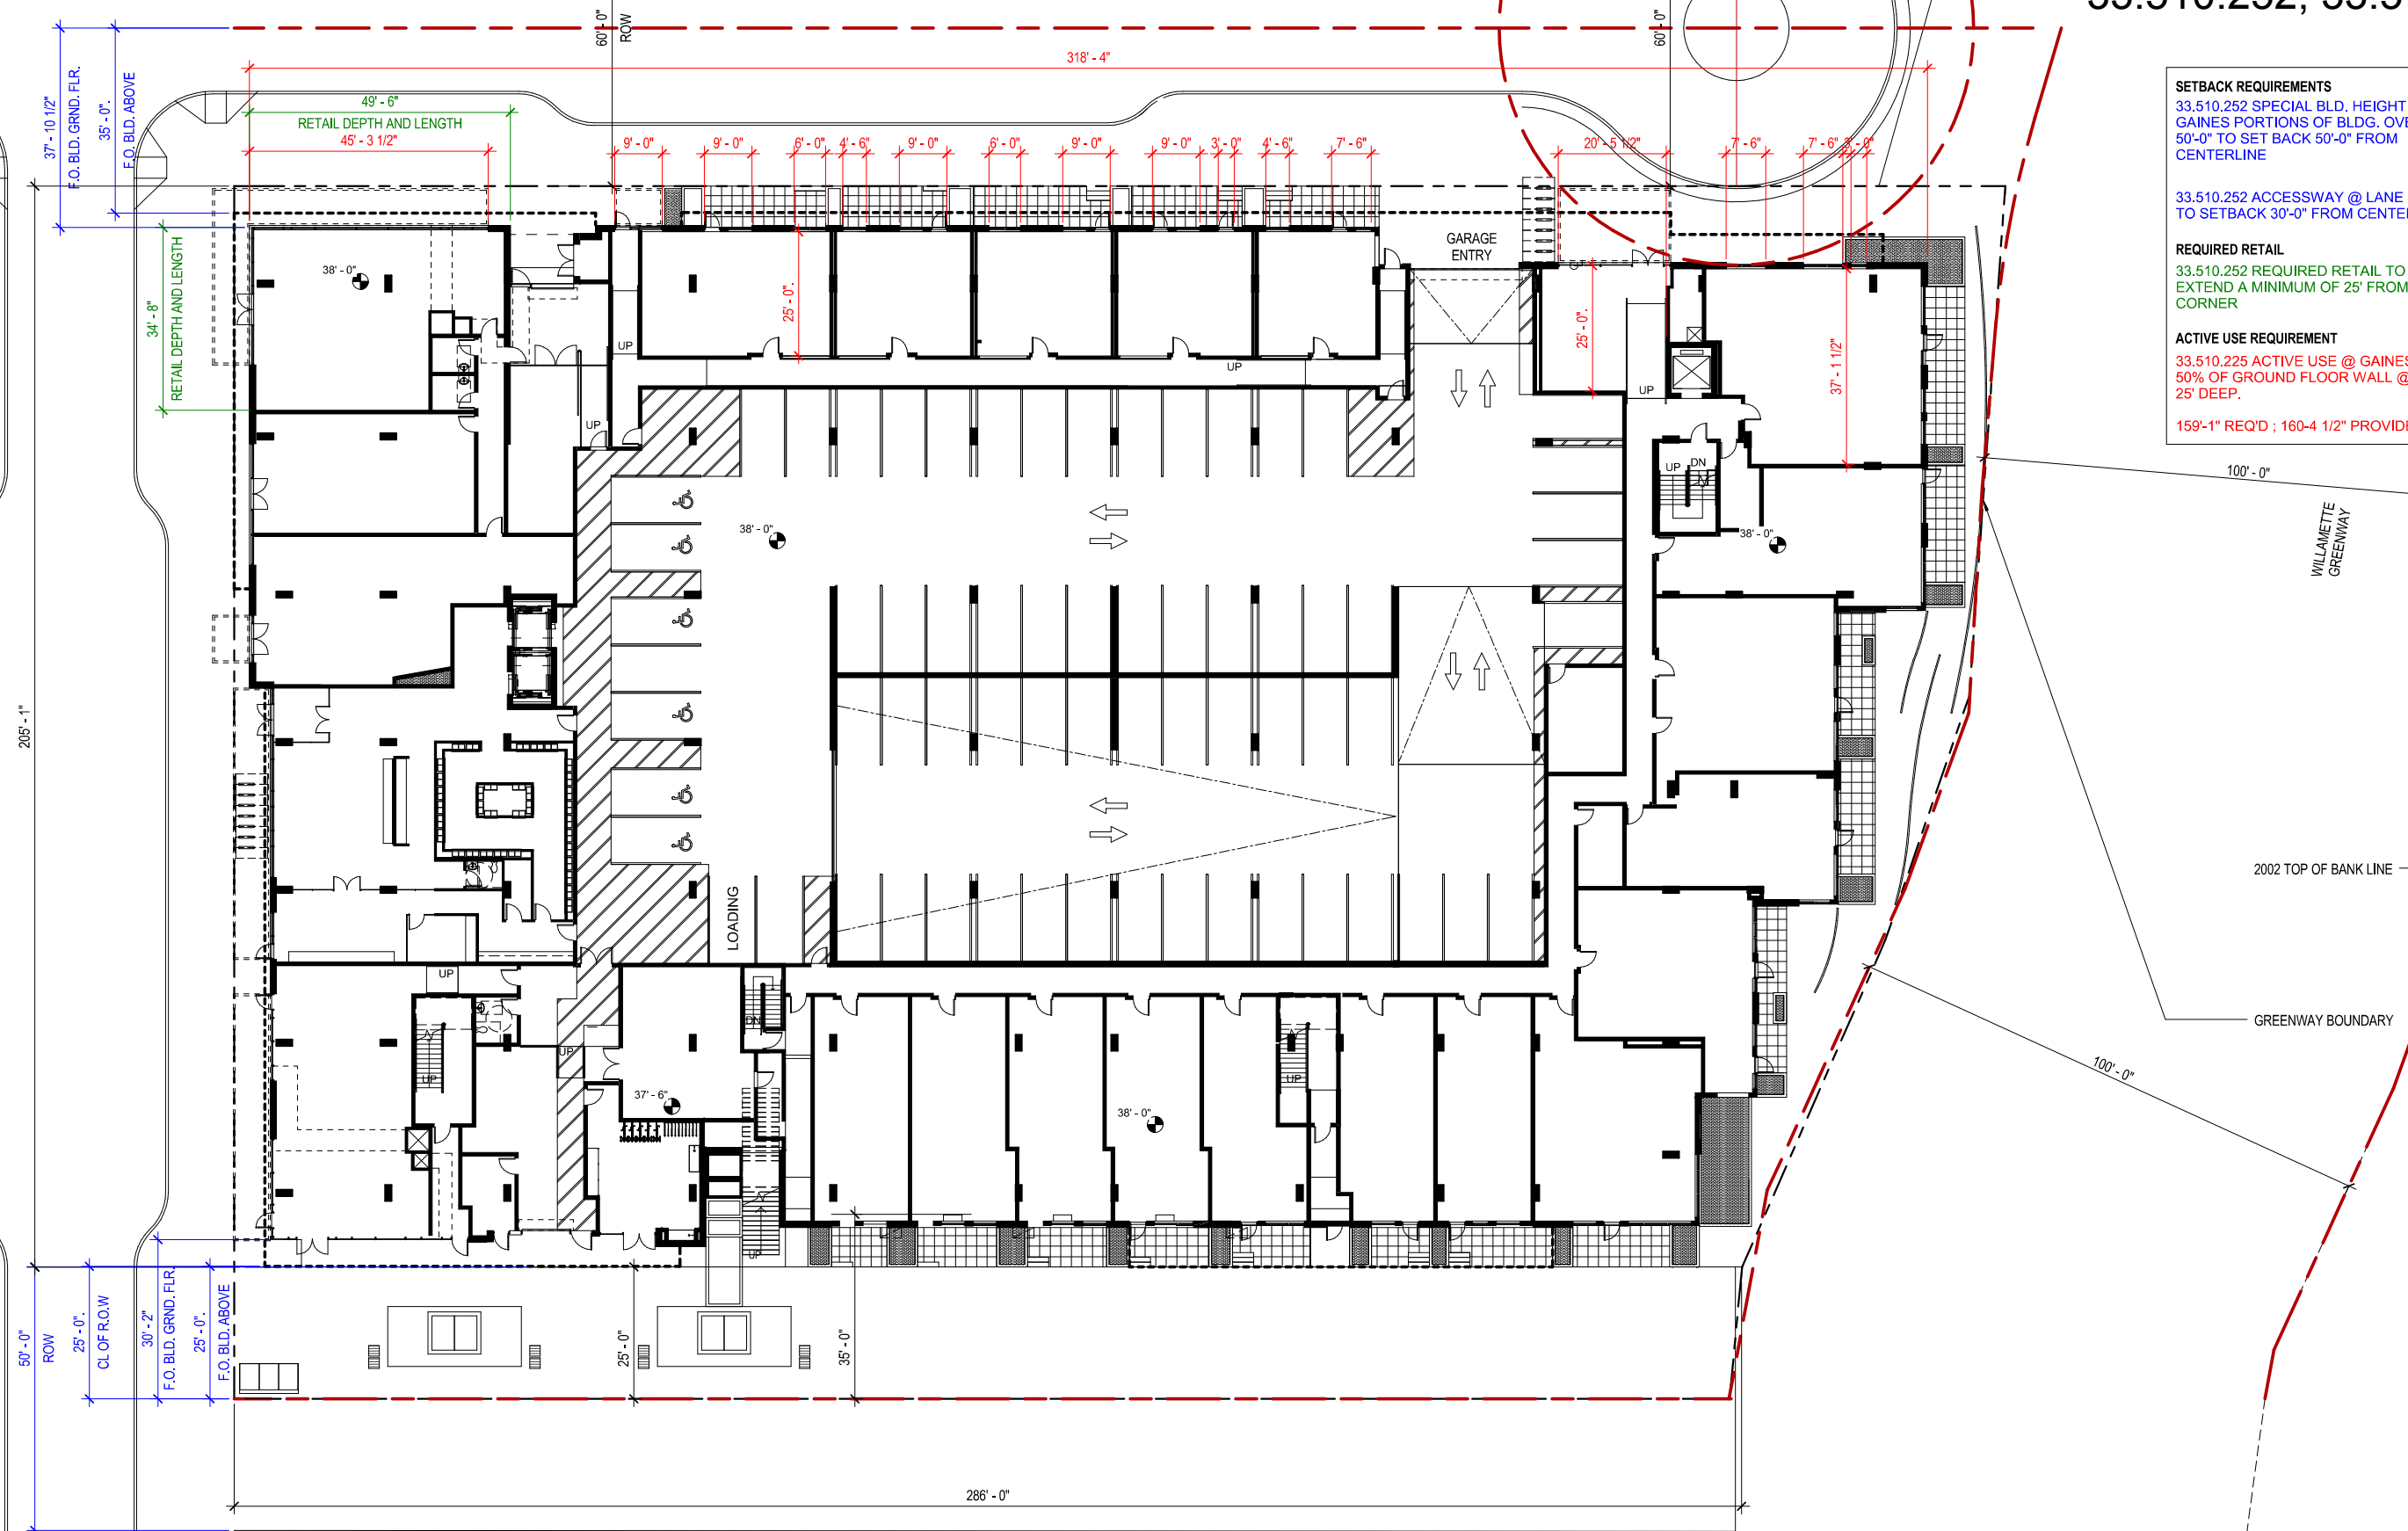 33.510.252, 33.5
60' - 0"
ROW
60' - 0"
318' - 4"
37' - 10 1/2"
F.O. BLD. GRND. FLR.
35' - 0".
F.O. BLD. ABOVE
49' - 6"
RETAIL DEPTH AND LENGTH
45' - 3 1/2"
9' - 0"
9' - 0"
6' - 0"
4' - 6"
9' - 0"
6' - 0"
9' - 0"
9' - 0"
3' - 0"
4' - 6"
7' - 6"
20' - 5 1/2"
7' - 6"
7' - 6"
3' - 0"
SETBACK REQUIREMENTS
33.510.252 SPECIAL BLD. HEIGHT
GAINES PORTIONS OF BLDG. OVE
50'-0" TO SET BACK 50'-0" FROM
CENTERLINE
33.510.252 ACCESSWAY @ LANE
TO SETBACK 30'-0" FROM CENTE
REQUIRED RETAIL
33.510.252 REQUIRED RETAIL TO
EXTEND A MINIMUM OF 25' FROM
CORNER
ACTIVE USE REQUIREMENT
33.510.225 ACTIVE USE @ GAINES
50% OF GROUND FLOOR WALL @
25' DEEP.
159'-1" REQ'D ; 160-4 1/2" PROVID
34' - 8"
RETAIL DEPTH AND LENGTH
38' - 0"
25' - 0".
GARAGE
ENTRY
25' - 0".
37' - 1 1/2"
UP
UP
UP
UP
UP
DN
38' - 0"
38' - 0"
100' - 0"
WILLAMETTE
GREENWAY
205' - 1"
2002 TOP OF BANK LINE
LOADING
UP
DN
GREENWAY BOUNDARY
UP
UP
UP
37' - 6"
38' - 0"
100' - 0"
UP
50' - 0"
ROW
25' - 0".
CL OF R.O.W
30' - 2"
F.O. BLD. GRND. FLR.
25' - 0".
F.O. BLD. ABOVE
25' - 0"
35' - 0"
286' - 0"